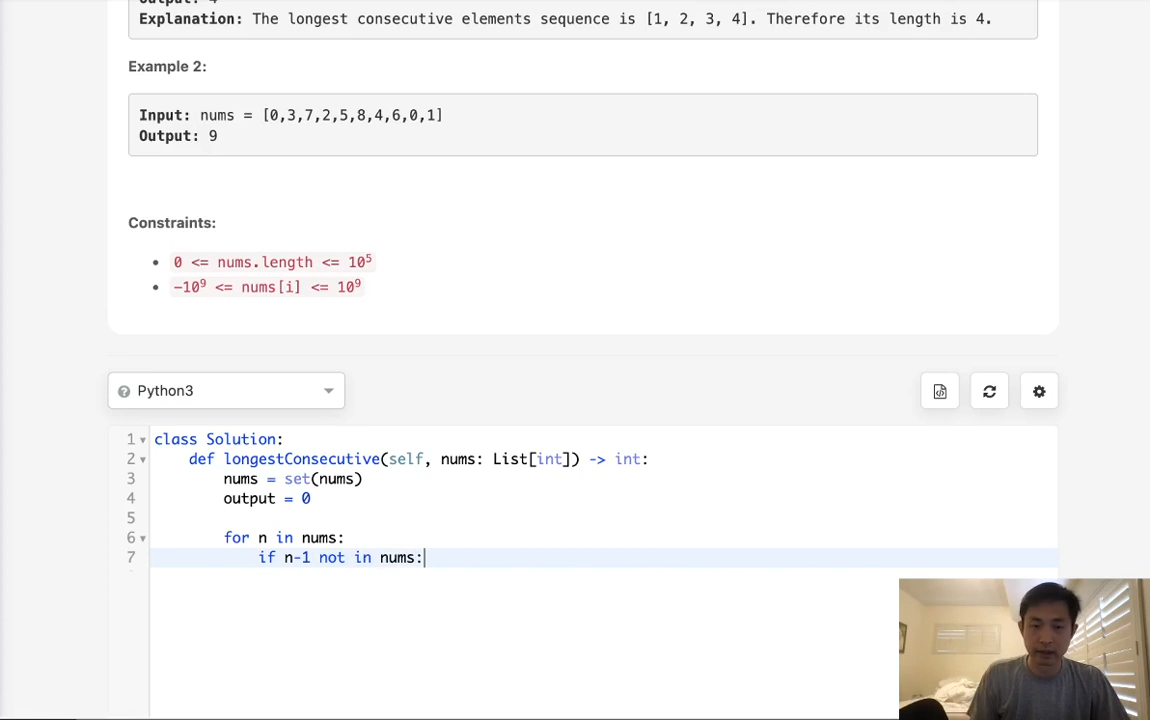 Explanation: The longest consecutive elements sequence is [1, 2, 3, 4]. Therefore its length is 4.
Example 2:
Input: nums = [0,3,7,2,5,8,4,6,0,1]
Output: 9
Constraints:
0 <= nums.length <= 10⁵
-10⁹ <= nums[i] <= 10⁹
Python3
1 class Solution:
2 def longestConsecutive(self, nums: List[int]) -> int:
3 nums = set(nums)
4 output = 0
5
6 for n in nums:
7 if n-1 not in nums: